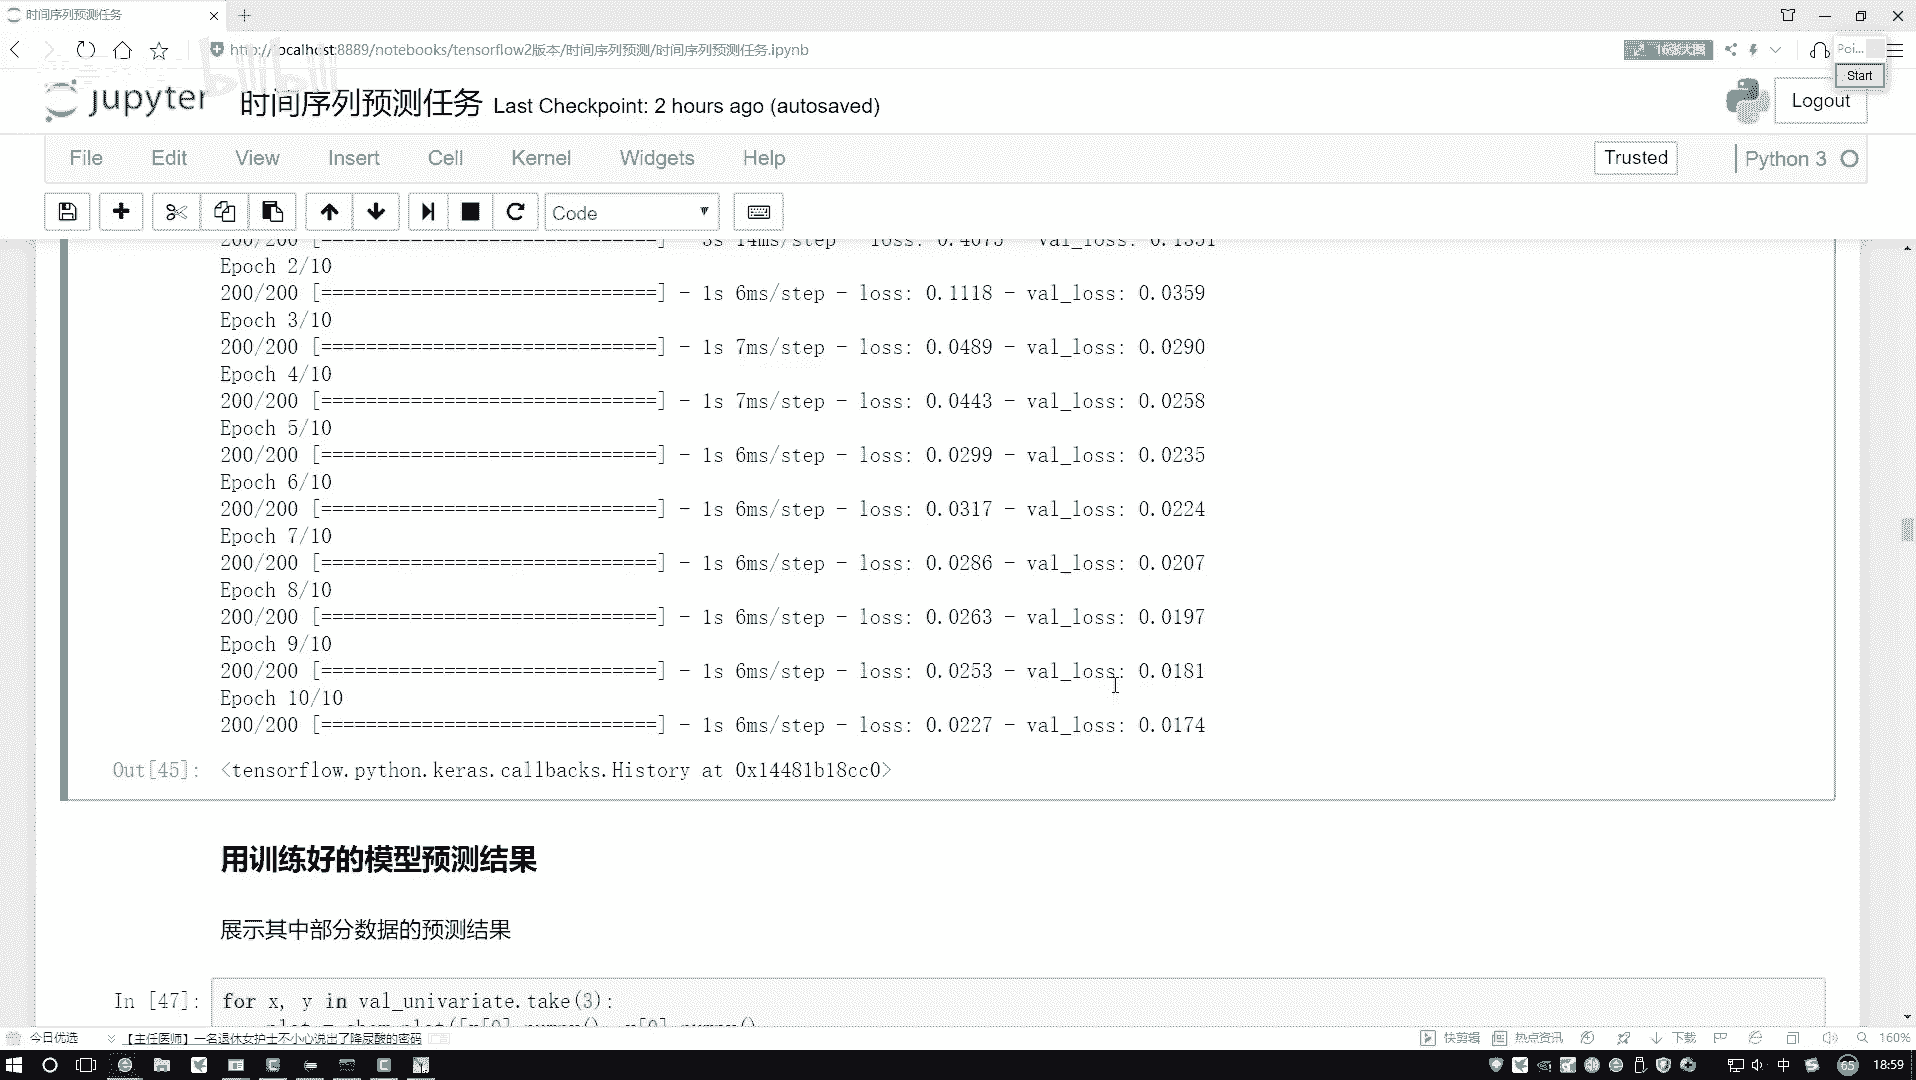 时间序列预测任务
http://localhost:8889/notebooks/tensorflow2版本/时间序列预测/时间序列预测任务.ipynb
Poi...
Start
bilibili
jupyter 时间序列预测任务 Last Checkpoint: 2 hours ago (autosaved)
Logout
File Edit View Insert Cell Kernel Widgets Help
Trusted Python 3
Code
200/200 [==============================] - 3s 14ms/step - loss: 0.4075 - val_loss: 0.1351
Epoch 2/10
200/200 [==============================] - 1s 6ms/step - loss: 0.1118 - val_loss: 0.0359
Epoch 3/10
200/200 [==============================] - 1s 7ms/step - loss: 0.0489 - val_loss: 0.0290
Epoch 4/10
200/200 [==============================] - 1s 7ms/step - loss: 0.0443 - val_loss: 0.0258
Epoch 5/10
200/200 [==============================] - 1s 6ms/step - loss: 0.0299 - val_loss: 0.0235
Epoch 6/10
200/200 [==============================] - 1s 6ms/step - loss: 0.0317 - val_loss: 0.0224
Epoch 7/10
200/200 [==============================] - 1s 6ms/step - loss: 0.0286 - val_loss: 0.0207
Epoch 8/10
200/200 [==============================] - 1s 6ms/step - loss: 0.0263 - val_loss: 0.0197
Epoch 9/10
200/200 [==============================] - 1s 6ms/step - loss: 0.0253 - val_loss: 0.0181
Epoch 10/10
200/200 [==============================] - 1s 6ms/step - loss: 0.0227 - val_loss: 0.0174
Out[45]: <tensorflow.python.keras.callbacks.History at 0x14481b18cc0>
用训练好的模型预测结果
展示其中部分数据的预测结果
In [47]: for x, y in val_univariate.take(3):
今日优选 【主任医师】一名退休女护士不小心说出了降尿酸的密码
快剪辑 热点资讯 下载 160%
中 65 18:59